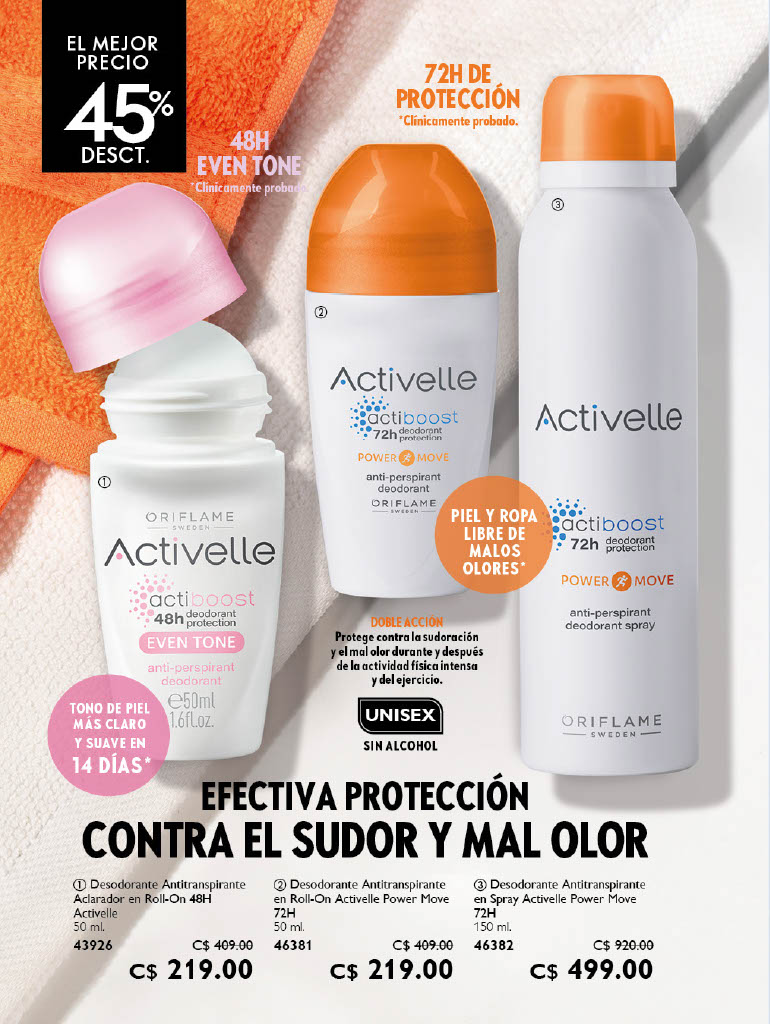 EL MEJOR
PRECIO
45%
DESCT.
48H
EVEN TONE
*Clínicamente probado.
72H DE
PROTECCIÓN
*Clínicamente probado.
①
ORIFLAME
SWEDEN
Activelle
actiboost
48h deodorant protection
EVEN TONE
anti-perspirant
deodorant
℮50ml
1.6fl.oz.
TONO DE PIEL
MÁS CLARO
Y SUAVE EN
14 DÍAS*
②
Activelle
actiboost
72h deodorant protection
POWER MOVE
anti-perspirant
deodorant
ORIFLAME
SWEDEN
PIEL Y ROPA
LIBRE DE
MALOS
OLORES*
③
Activelle
actiboost
72h deodorant protection
POWER MOVE
anti-perspirant
deodorant spray
ORIFLAME
SWEDEN
DOBLE ACCIÓN
Protege contra la sudoración
y el mal olor durante y después
de la actividad física intensa
y del ejercicio.
UNISEX
SIN ALCOHOL
EFECTIVA PROTECCIÓN
CONTRA EL SUDOR Y MAL OLOR
① Desodorante Antitranspirante
Aclarador en Roll-On 48H
Activelle
50 ml.
43926 C$ 409.00
C$ 219.00
② Desodorante Antitranspirante
en Roll-On Activelle Power Move
72H
50 ml.
46381 C$ 409.00
C$ 219.00
③ Desodorante Antitranspirante
en Spray Activelle Power Move
72H
150 ml.
46382 C$ 920.00
C$ 499.00